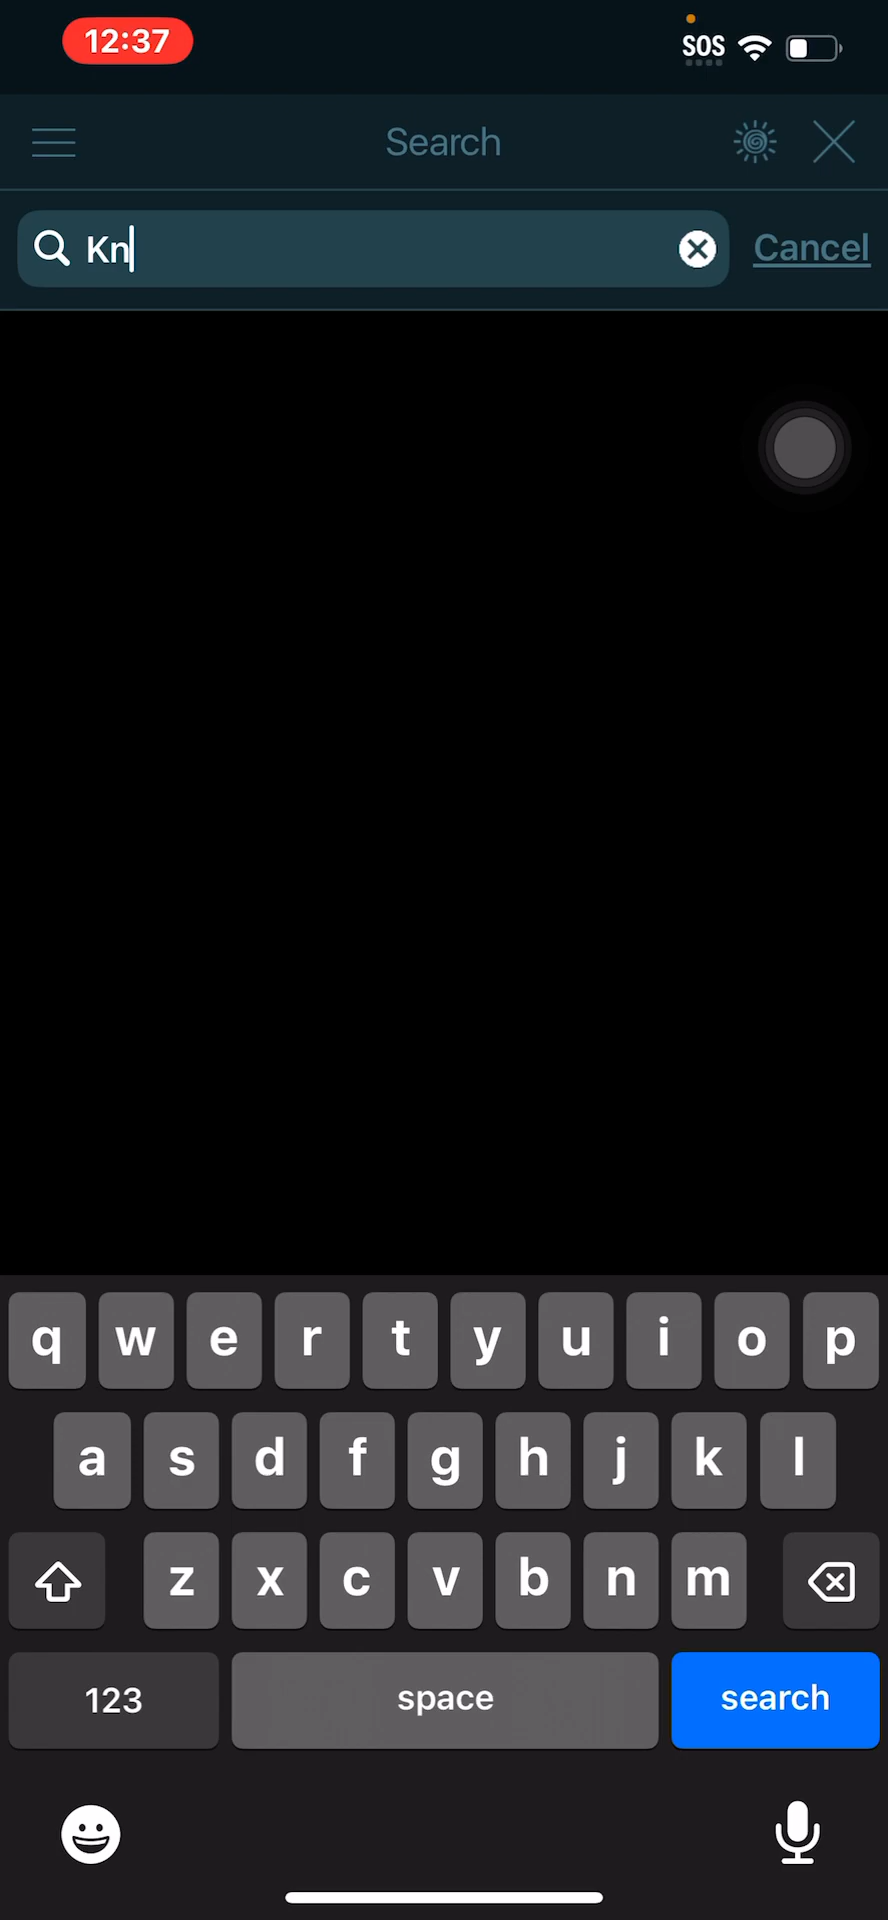 12:37
SOS
Search
Kn
Cancel
q w e r t y u i o p
a s d f g h j k l
z x c v b n m
123 space search